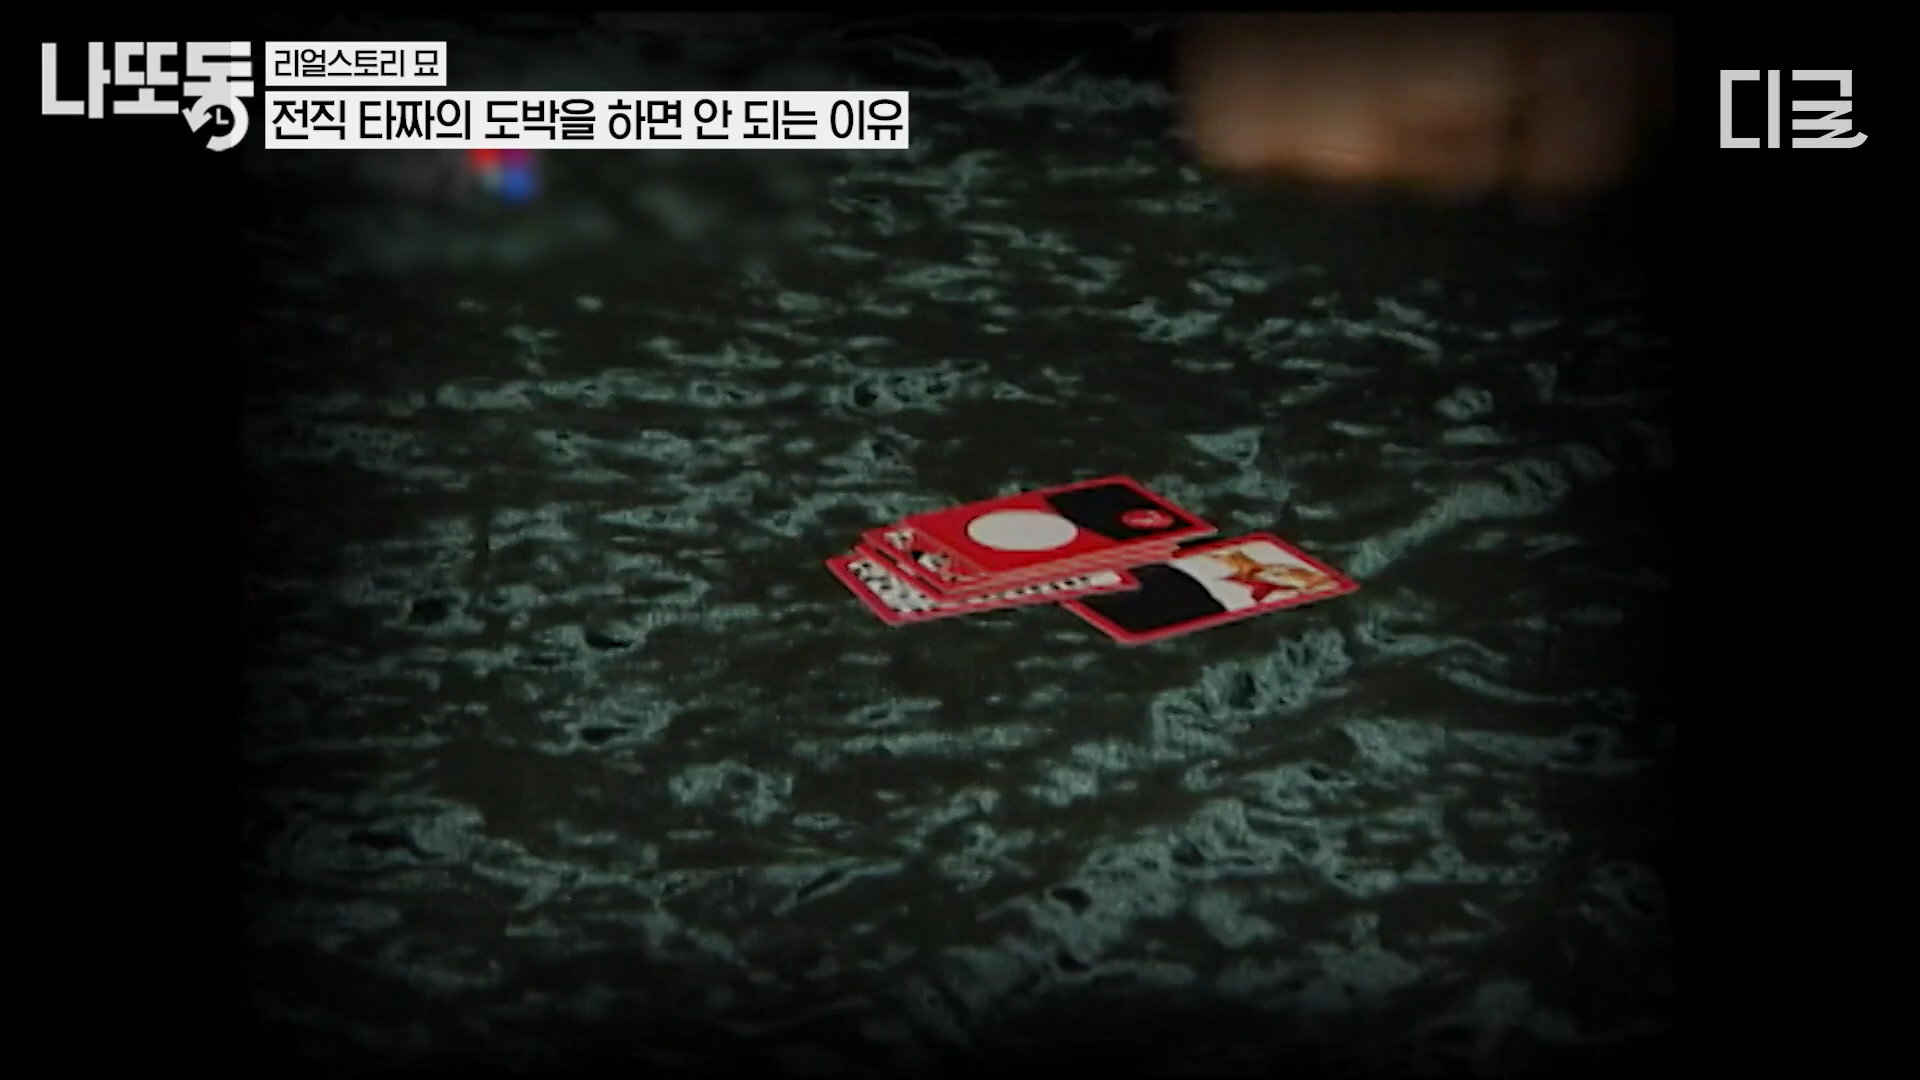 나또동
리얼스토리 묘
전직 타짜의 도박을 하면 안 되는 이유
디글